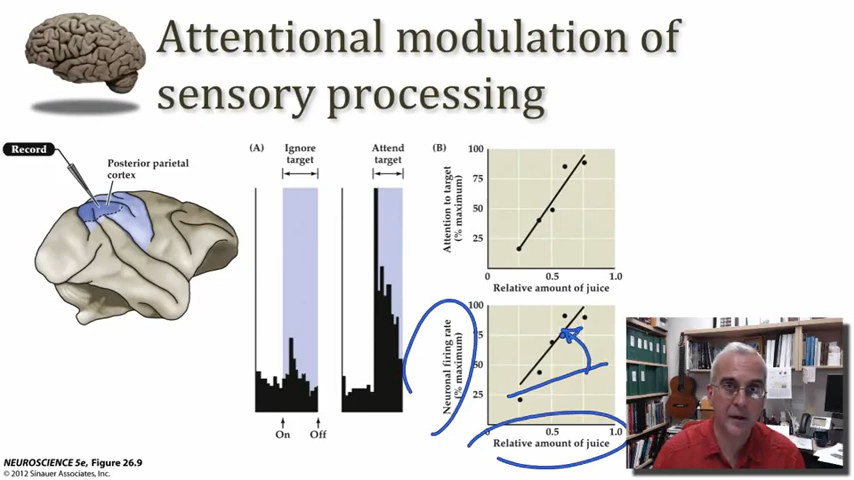 Attentional modulation of
sensory processing
Record
Posterior parietal
cortex
(A)
Ignore
target
Attend
target
On
Off
(B)
Attention to target
(% maximum)
100
75
50
25
0
0.5
1.0
Relative amount of juice
Neuronal firing rate
(% maximum)
100
75
50
25
0
0.5
1.0
Relative amount of juice
NEUROSCIENCE 5e, Figure 26.9
© 2012 Sinauer Associates, Inc.